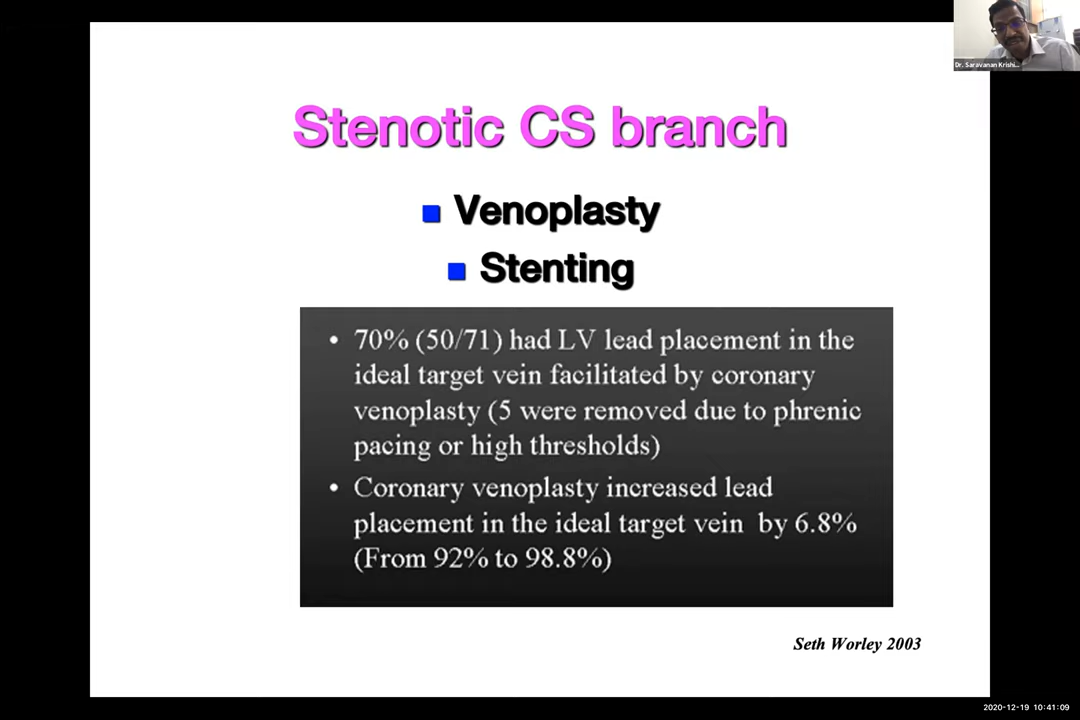 Dr. Saravanan Krishi...
Stenotic CS branch
Venoplasty
Stenting
• 70% (50/71) had LV lead placement in the
ideal target vein facilitated by coronary
venoplasty (5 were removed due to phrenic
pacing or high thresholds)
• Coronary venoplasty increased lead
placement in the ideal target vein by 6.8%
(From 92% to 98.8%)
Seth Worley 2003
2020-12-19 10:41:09